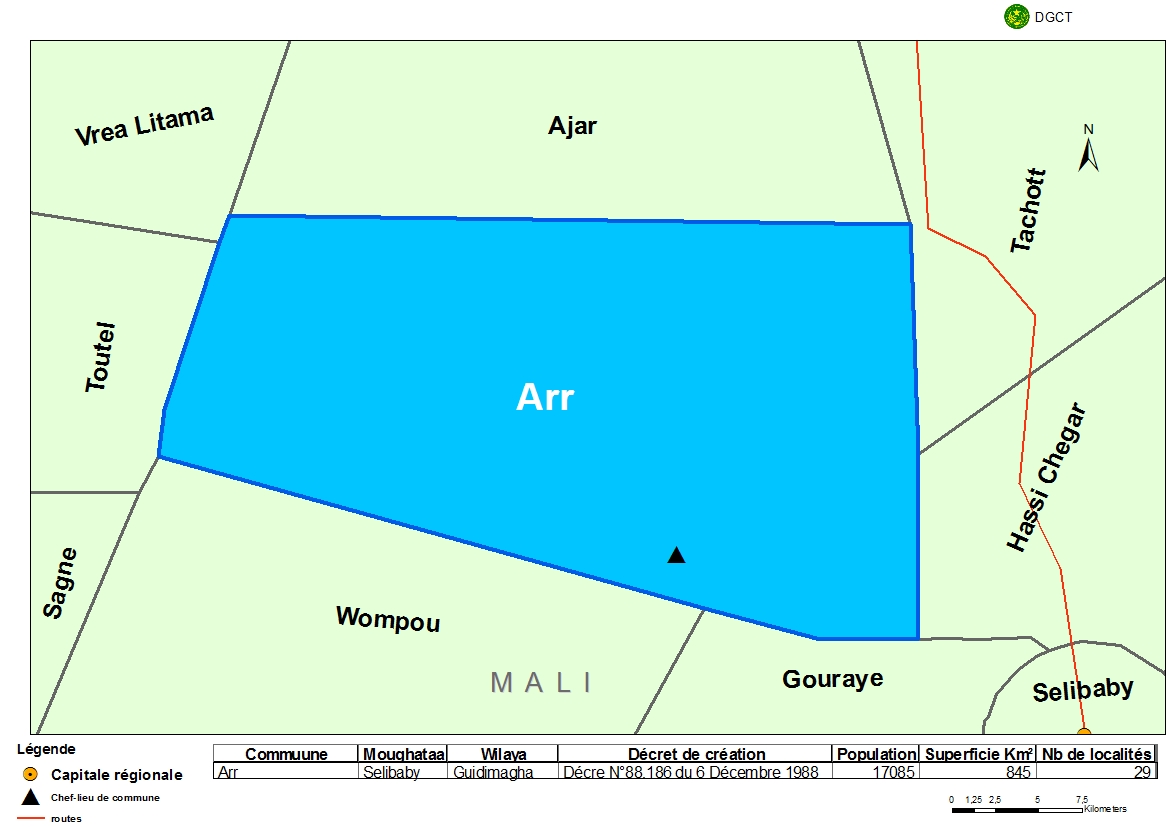 DGCT
Vrea Litama
Ajar
N
Tachott
Toutel
Arr
Hassi Chegar
Sagne
Wompou
MALI
Gouraye
Selibaby
Légende
Capitale régionale
Chef-lieu de commune
routes
Commuune Moughataa Wilaya Décret de création Population Superficie Km² Nb de localités
Arr Selibaby Guidimagha Décre N°88.186 du 6 Décembre 1988 17085 845 29
0 1,25 2,5 5 7,5
Kilometers